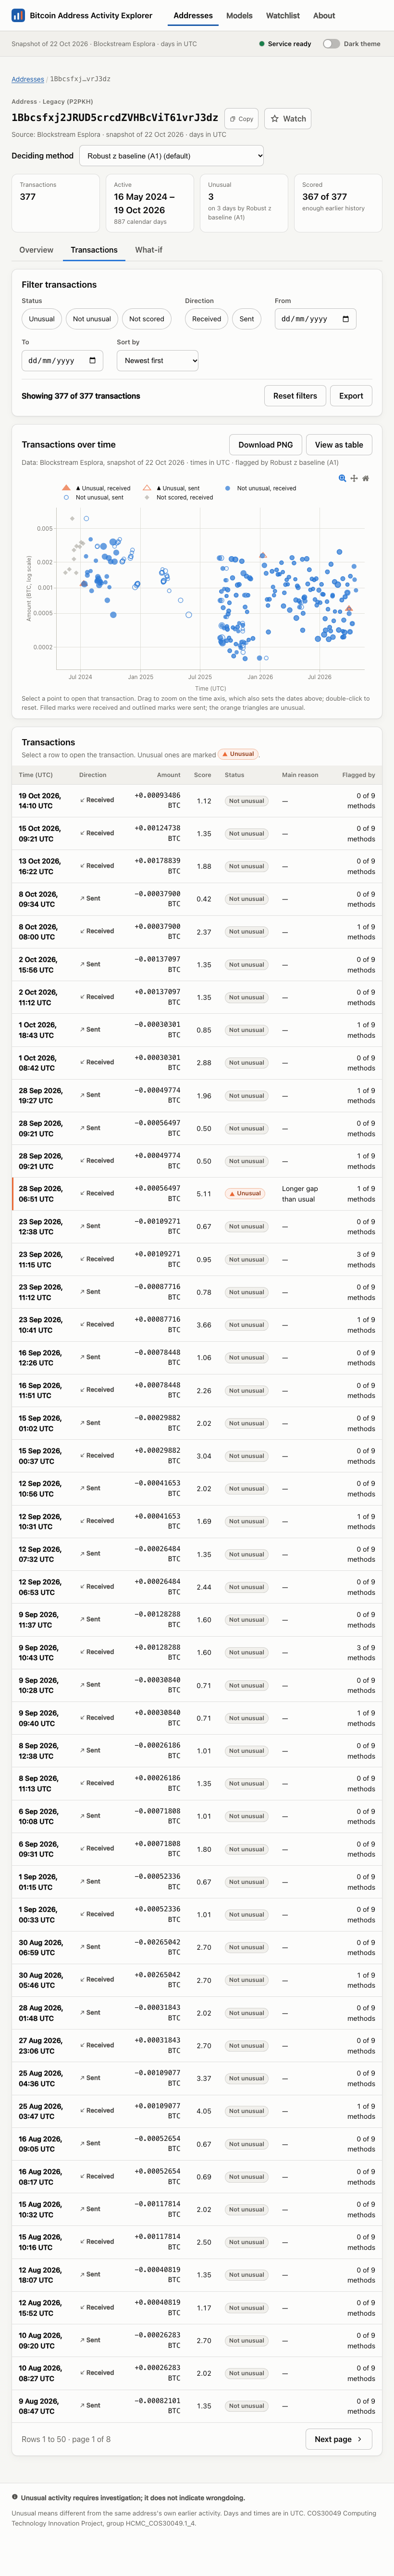 Bitcoin Address Activity Explorer Addresses Models Watchlist About
Snapshot of 22 Oct 2026 · Blockstream Esplora · days in UTC Service ready Dark theme
Addresses / 1Bbcsfxj…vrJ3dz
Address · Legacy (P2PKH)
1Bbcsfxj2JRUD5crcdZVHBcViT61vrJ3dz Copy Watch
Source: Blockstream Esplora · snapshot of 22 Oct 2026 · days in UTC
Deciding method Robust z baseline (A1) (default)
Transactions
377
Active
16 May 2024 –
19 Oct 2026
887 calendar days
Unusual
3
on 3 days by Robust z
baseline (A1)
Scored
367 of 377
enough earlier history
Overview Transactions What-if
Filter transactions
Status Direction From
Unusual Not unusual Not scored Received Sent dd/mm/yyyy
To Sort by
dd/mm/yyyy Newest first
Showing 377 of 377 transactions Reset filters Export
Transactions over time Download PNG View as table
Data: Blockstream Esplora, snapshot of 22 Oct 2026 · times in UTC · flagged by Robust z baseline (A1)
▲ Unusual, received ▲ Unusual, sent Not unusual, received
Not unusual, sent Not scored, received
Amount (BTC, log scale)
0.005
0.002
0.001
0.0005
0.0002
Jul 2024 Jan 2025 Jul 2025 Jan 2026 Jul 2026
Time (UTC)
Select a point to open that transaction. Drag to zoom on the time axis, which also sets the dates above; double-click to
reset. Filled marks were received and outlined marks were sent; the orange triangles are unusual.
Transactions
Select a row to open the transaction. Unusual ones are marked ▲ Unusual.
Time (UTC) Direction Amount Score Status Main reason Flagged by
19 Oct 2026, 14:10 UTC ↙ Received +0.00093486 BTC 1.12 Not unusual — 0 of 9 methods
15 Oct 2026, 09:21 UTC ↙ Received +0.00124738 BTC 1.35 Not unusual — 0 of 9 methods
13 Oct 2026, 16:22 UTC ↙ Received +0.00178839 BTC 1.88 Not unusual — 0 of 9 methods
8 Oct 2026, 09:34 UTC ↗ Sent −0.00037900 BTC 0.42 Not unusual — 0 of 9 methods
8 Oct 2026, 08:00 UTC ↙ Received +0.00037900 BTC 2.37 Not unusual — 1 of 9 methods
2 Oct 2026, 15:56 UTC ↗ Sent −0.00137097 BTC 1.35 Not unusual — 0 of 9 methods
2 Oct 2026, 11:12 UTC ↙ Received +0.00137097 BTC 1.35 Not unusual — 0 of 9 methods
1 Oct 2026, 18:43 UTC ↗ Sent −0.00030301 BTC 0.85 Not unusual — 0 of 9 methods
1 Oct 2026, 08:42 UTC ↙ Received +0.00030301 BTC 2.88 Not unusual — 0 of 9 methods
28 Sep 2026, 19:27 UTC ↗ Sent −0.00049774 BTC 1.96 Not unusual — 1 of 9 methods
28 Sep 2026, 09:21 UTC ↗ Sent −0.00056497 BTC 0.50 Not unusual — 0 of 9 methods
28 Sep 2026, 09:21 UTC ↙ Received +0.00049774 BTC 0.50 Not unusual — 1 of 9 methods
28 Sep 2026, 06:51 UTC ↙ Received +0.00056497 BTC 5.11 ▲ Unusual Longer gap than usual 1 of 9 methods
23 Sep 2026, 12:38 UTC ↗ Sent −0.00109271 BTC 0.67 Not unusual — 0 of 9 methods
23 Sep 2026, 11:15 UTC ↙ Received +0.00109271 BTC 0.95 Not unusual — 3 of 9 methods
23 Sep 2026, 11:12 UTC ↗ Sent −0.00087716 BTC 0.78 Not unusual — 0 of 9 methods
23 Sep 2026, 10:41 UTC ↙ Received +0.00087716 BTC 3.66 Not unusual — 1 of 9 methods
16 Sep 2026, 12:26 UTC ↗ Sent −0.00078448 BTC 1.06 Not unusual — 0 of 9 methods
16 Sep 2026, 11:51 UTC ↙ Received +0.00078448 BTC 2.26 Not unusual — 0 of 9 methods
15 Sep 2026, 01:02 UTC ↗ Sent −0.00029882 BTC 2.02 Not unusual — 0 of 9 methods
15 Sep 2026, 00:37 UTC ↙ Received +0.00029882 BTC 3.04 Not unusual — 1 of 9 methods
12 Sep 2026, 10:56 UTC ↗ Sent −0.00041653 BTC 2.02 Not unusual — 0 of 9 methods
12 Sep 2026, 10:31 UTC ↙ Received +0.00041653 BTC 1.69 Not unusual — 1 of 9 methods
12 Sep 2026, 07:32 UTC ↗ Sent −0.00026484 BTC 1.35 Not unusual — 0 of 9 methods
12 Sep 2026, 06:53 UTC ↙ Received +0.00026484 BTC 2.44 Not unusual — 0 of 9 methods
9 Sep 2026, 11:37 UTC ↗ Sent −0.00128288 BTC 1.60 Not unusual — 0 of 9 methods
9 Sep 2026, 10:43 UTC ↙ Received +0.00128288 BTC 1.60 Not unusual — 3 of 9 methods
9 Sep 2026, 10:28 UTC ↗ Sent −0.00030840 BTC 0.71 Not unusual — 0 of 9 methods
9 Sep 2026, 09:40 UTC ↙ Received +0.00030840 BTC 0.71 Not unusual — 1 of 9 methods
8 Sep 2026, 12:38 UTC ↗ Sent −0.00026186 BTC 1.01 Not unusual — 0 of 9 methods
8 Sep 2026, 11:13 UTC ↙ Received +0.00026186 BTC 1.35 Not unusual — 0 of 9 methods
6 Sep 2026, 10:08 UTC ↗ Sent −0.00071808 BTC 1.01 Not unusual — 0 of 9 methods
6 Sep 2026, 09:31 UTC ↙ Received +0.00071808 BTC 1.80 Not unusual — 0 of 9 methods
1 Sep 2026, 01:15 UTC ↗ Sent −0.00052336 BTC 0.67 Not unusual — 0 of 9 methods
1 Sep 2026, 00:33 UTC ↙ Received +0.00052336 BTC 1.01 Not unusual — 0 of 9 methods
30 Aug 2026, 06:59 UTC ↗ Sent −0.00265042 BTC 2.70 Not unusual — 0 of 9 methods
30 Aug 2026, 05:46 UTC ↙ Received +0.00265042 BTC 2.70 Not unusual — 1 of 9 methods
28 Aug 2026, 01:48 UTC ↗ Sent −0.00031843 BTC 2.02 Not unusual — 0 of 9 methods
27 Aug 2026, 23:06 UTC ↙ Received +0.00031843 BTC 2.70 Not unusual — 0 of 9 methods
25 Aug 2026, 04:36 UTC ↗ Sent −0.00109077 BTC 3.37 Not unusual — 0 of 9 methods
25 Aug 2026, 03:47 UTC ↙ Received +0.00109077 BTC 4.05 Not unusual — 1 of 9 methods
16 Aug 2026, 09:05 UTC ↗ Sent −0.00052654 BTC 0.67 Not unusual — 0 of 9 methods
16 Aug 2026, 08:17 UTC ↙ Received +0.00052654 BTC 0.69 Not unusual — 0 of 9 methods
15 Aug 2026, 10:32 UTC ↗ Sent −0.00117814 BTC 2.02 Not unusual — 0 of 9 methods
15 Aug 2026, 10:16 UTC ↙ Received +0.00117814 BTC 2.50 Not unusual — 0 of 9 methods
12 Aug 2026, 18:07 UTC ↗ Sent −0.00040819 BTC 1.35 Not unusual — 0 of 9 methods
12 Aug 2026, 15:52 UTC ↙ Received +0.00040819 BTC 1.17 Not unusual — 0 of 9 methods
10 Aug 2026, 09:20 UTC ↗ Sent −0.00026283 BTC 2.70 Not unusual — 0 of 9 methods
10 Aug 2026, 08:27 UTC ↙ Received +0.00026283 BTC 2.02 Not unusual — 0 of 9 methods
9 Aug 2026, 08:47 UTC ↗ Sent −0.00082101 BTC 1.35 Not unusual — 0 of 9 methods
Rows 1 to 50 · page 1 of 8 Next page ›
Unusual activity requires investigation; it does not indicate wrongdoing.
Unusual means different from the same address's own earlier activity. Days and times are in UTC. COS30049 Computing
Technology Innovation Project, group HCMC_COS30049.1_4.